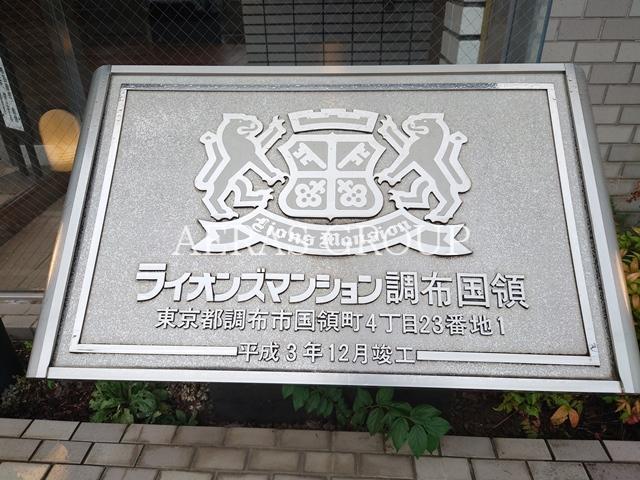 Lions Mansion
AERAS GROUP
ライオンズマンション調布国領
東京都調布市国領町4丁目23番地1
平成3年12月竣工